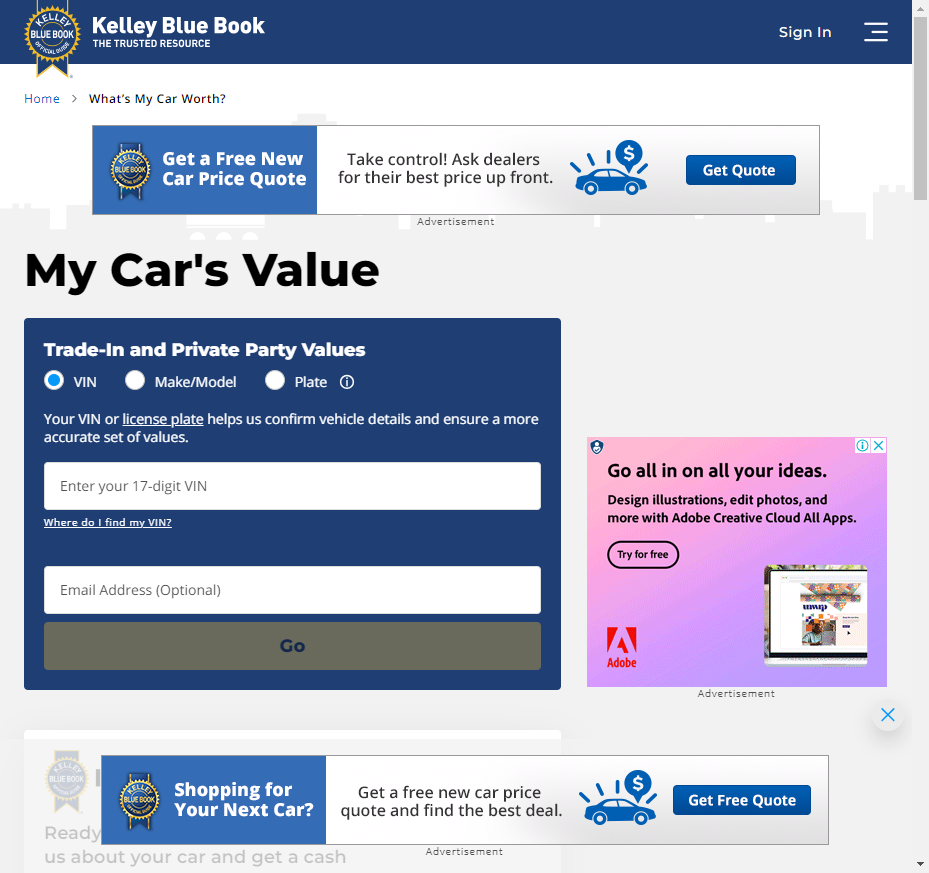 KELLEY
BLUE BOOK
OFFICIAL GUIDE
Kelley Blue Book
THE TRUSTED RESOURCE
Sign In
Home > What's My Car Worth?
KELLEY
BLUE BOOK
Get a Free New
Car Price Quote
Take control! Ask dealers
for their best price up front.
$
Get Quote
Advertisement
My Car's Value
Trade-In and Private Party Values
VIN Make/Model Plate
Your VIN or license plate helps us confirm vehicle details and ensure a more
accurate set of values.
Enter your 17-digit VIN
Where do I find my VIN?
Email Address (Optional)
Go
Go all in on all your ideas.
Design illustrations, edit photos, and
more with Adobe Creative Cloud All Apps.
Try for free
Adobe
Advertisement
KELLEY
BLUE BOOK
KELLEY
BLUE BOOK
Shopping for
Your Next Car?
Get a free new car price
quote and find the best deal.
$
Get Free Quote
Ready
us about your car and get a cash
Advertisement